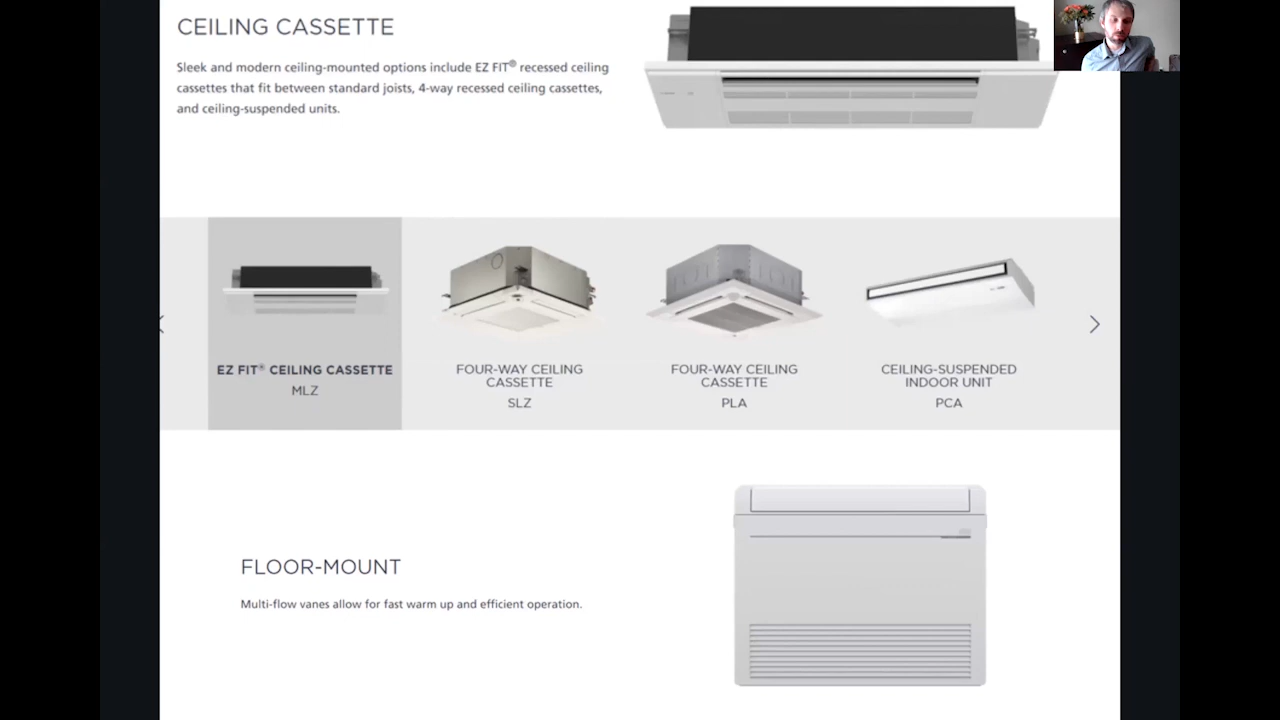 CEILING CASSETTE
Sleek and modern ceiling-mounted options include EZ FIT® recessed ceiling
cassettes that fit between standard joists, 4-way recessed ceiling cassettes,
and ceiling-suspended units.
EZ FIT® CEILING CASSETTE
MLZ
FOUR-WAY CEILING
CASSETTE
SLZ
FOUR-WAY CEILING
CASSETTE
PLA
CEILING-SUSPENDED
INDOOR UNIT
PCA
FLOOR-MOUNT
Multi-flow vanes allow for fast warm up and efficient operation.